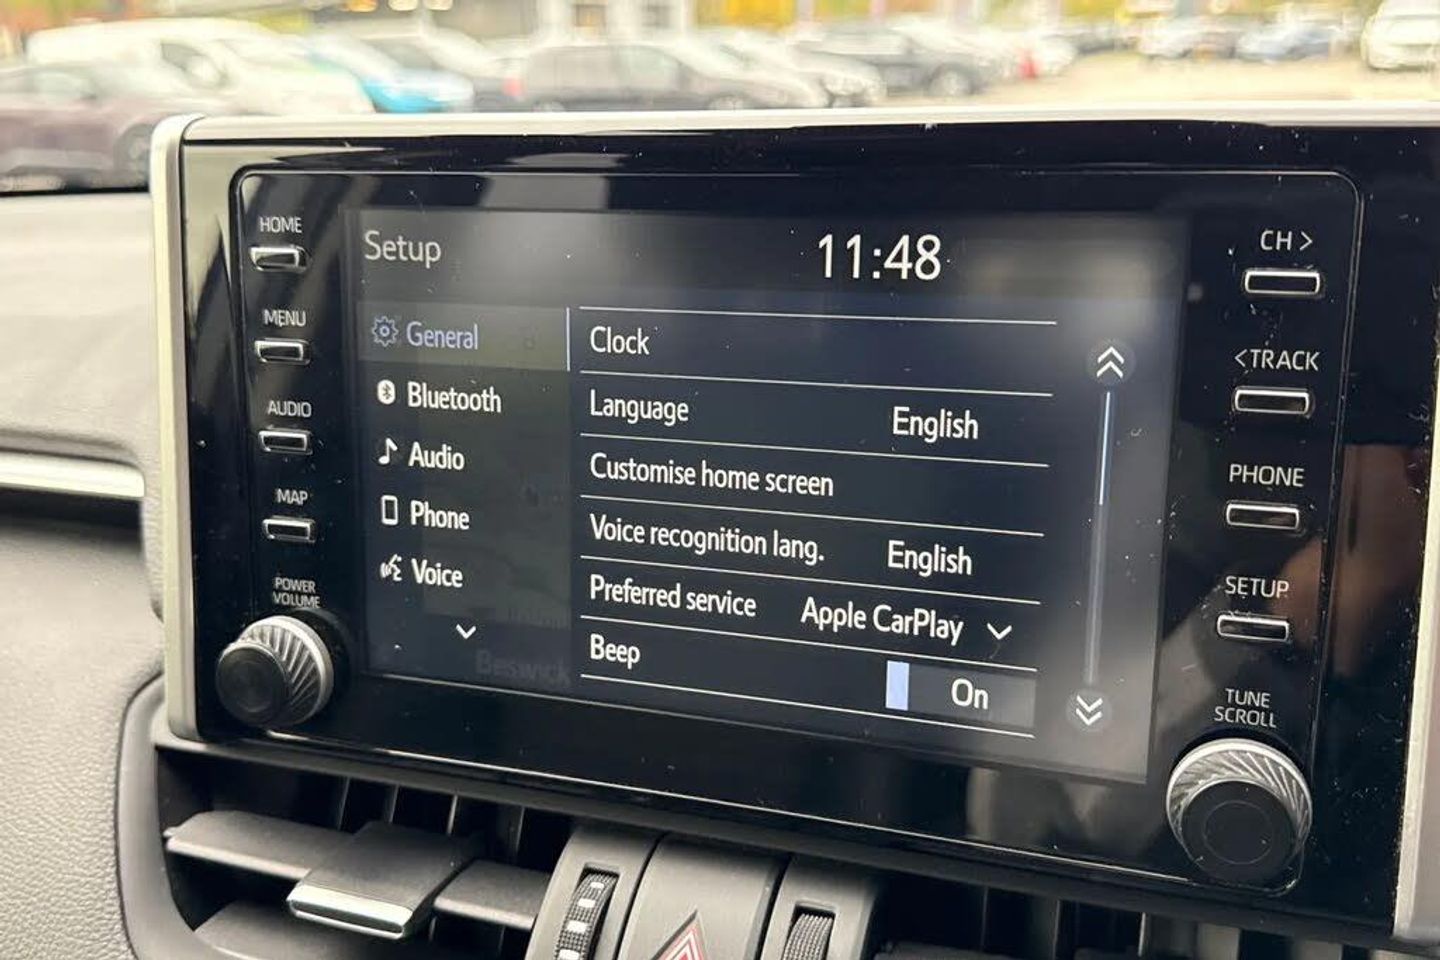 HOME
MENU
AUDIO
MAP
POWER
VOLUME
Setup
11:48
General
Bluetooth
Audio
Phone
Voice
Clock
Language English
Customise home screen
Voice recognition lang. English
Preferred service Apple CarPlay
Beep On
Beswick
CH >
<TRACK
PHONE
SETUP
TUNE
SCROLL